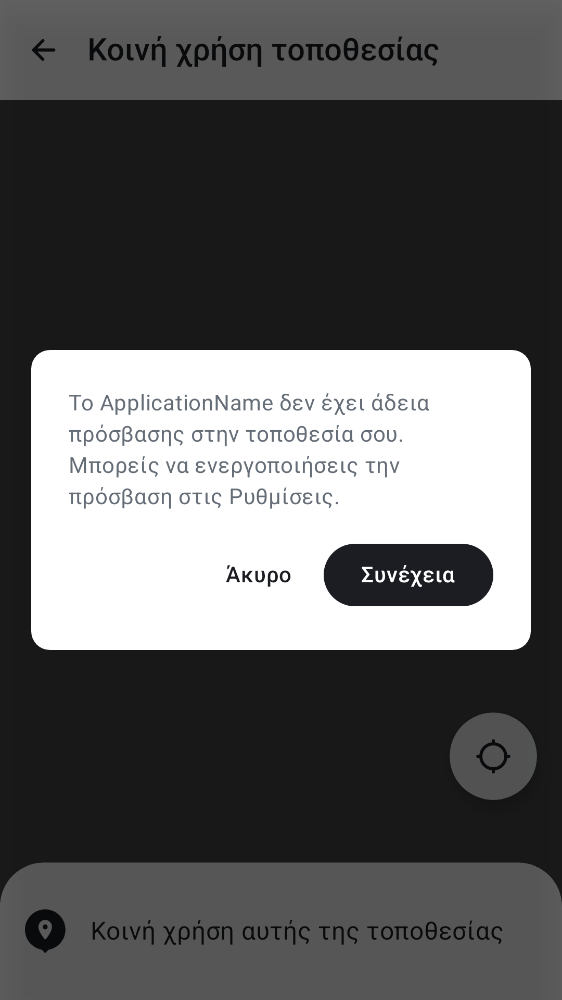 Κοινή χρήση τοποθεσίας
Το ApplicationName δεν έχει άδεια
πρόσβασης στην τοποθεσία σου.
Μπορείς να ενεργοποιήσεις την
πρόσβαση στις Ρυθμίσεις.
Άκυρο
Συνέχεια
Κοινή χρήση αυτής της τοποθεσίας